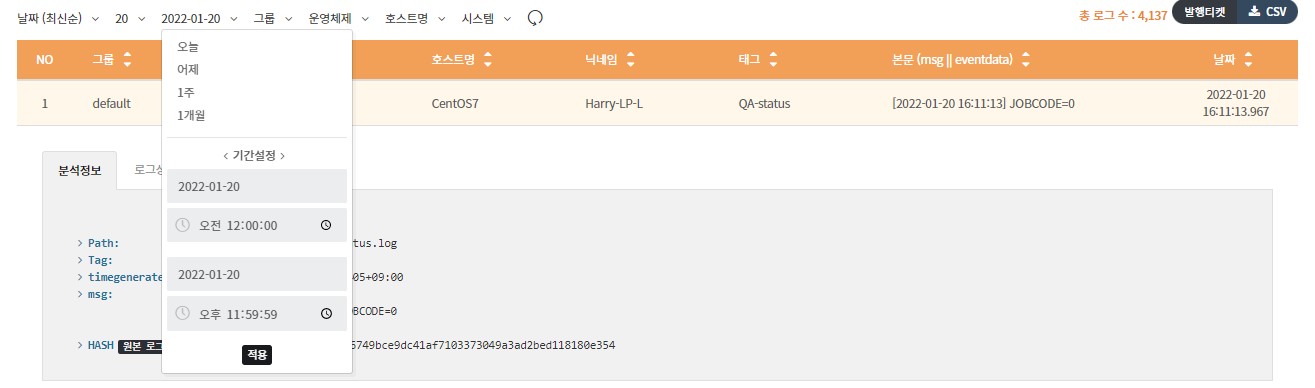 날짜 (최신순) 20 2022-01-20 그룹 운영체제 호스트명 시스템
총 로그 수 : 4,137 발행티켓 CSV
오늘
어제
1주
1개월
< 기간설정 >
2022-01-20
오전 12:00:00
2022-01-20
오후 11:59:59
적용
NO 그룹 호스트명 닉네임 태그 본문 (msg || eventdata) 날짜
1 default CentOS7 Harry-LP-L QA-status [2022-01-20 16:11:13] JOBCODE=0 2022-01-20
16:11:13.967
분석정보
> Path: tus.log
> Tag:
> timegenerate 05+09:00
> msg:
BCODE=0
> HASH 원본 로그 5749bce9dc41af7103373049a3ad2bed118180e354